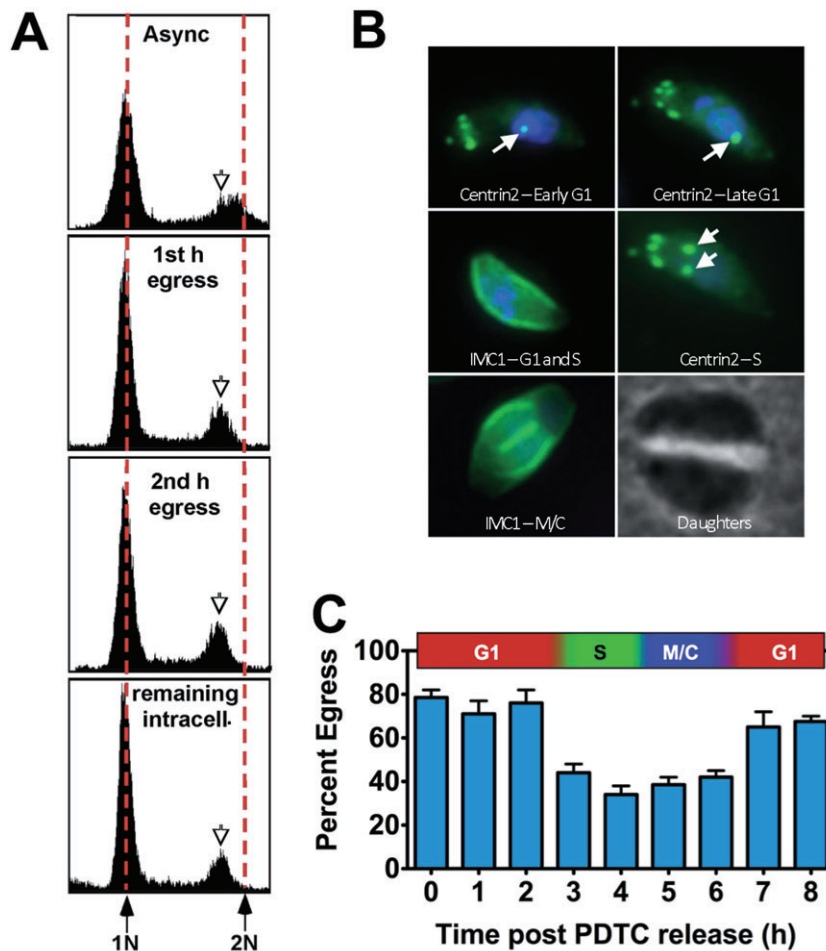 A
Async
1st h
egress
2nd h
egress
remaining
intracell.
1N
2N
B
Centrin2–Early G1
Centrin2–Late G1
IMC1–G1 and S
Centrin2–S
IMC1–M/C
Daughters
C
G1
S
M/C
G1
Percent Egress
100
80
60
40
20
0
0 1 2 3 4 5 6 7 8
Time post PDTC release (h)